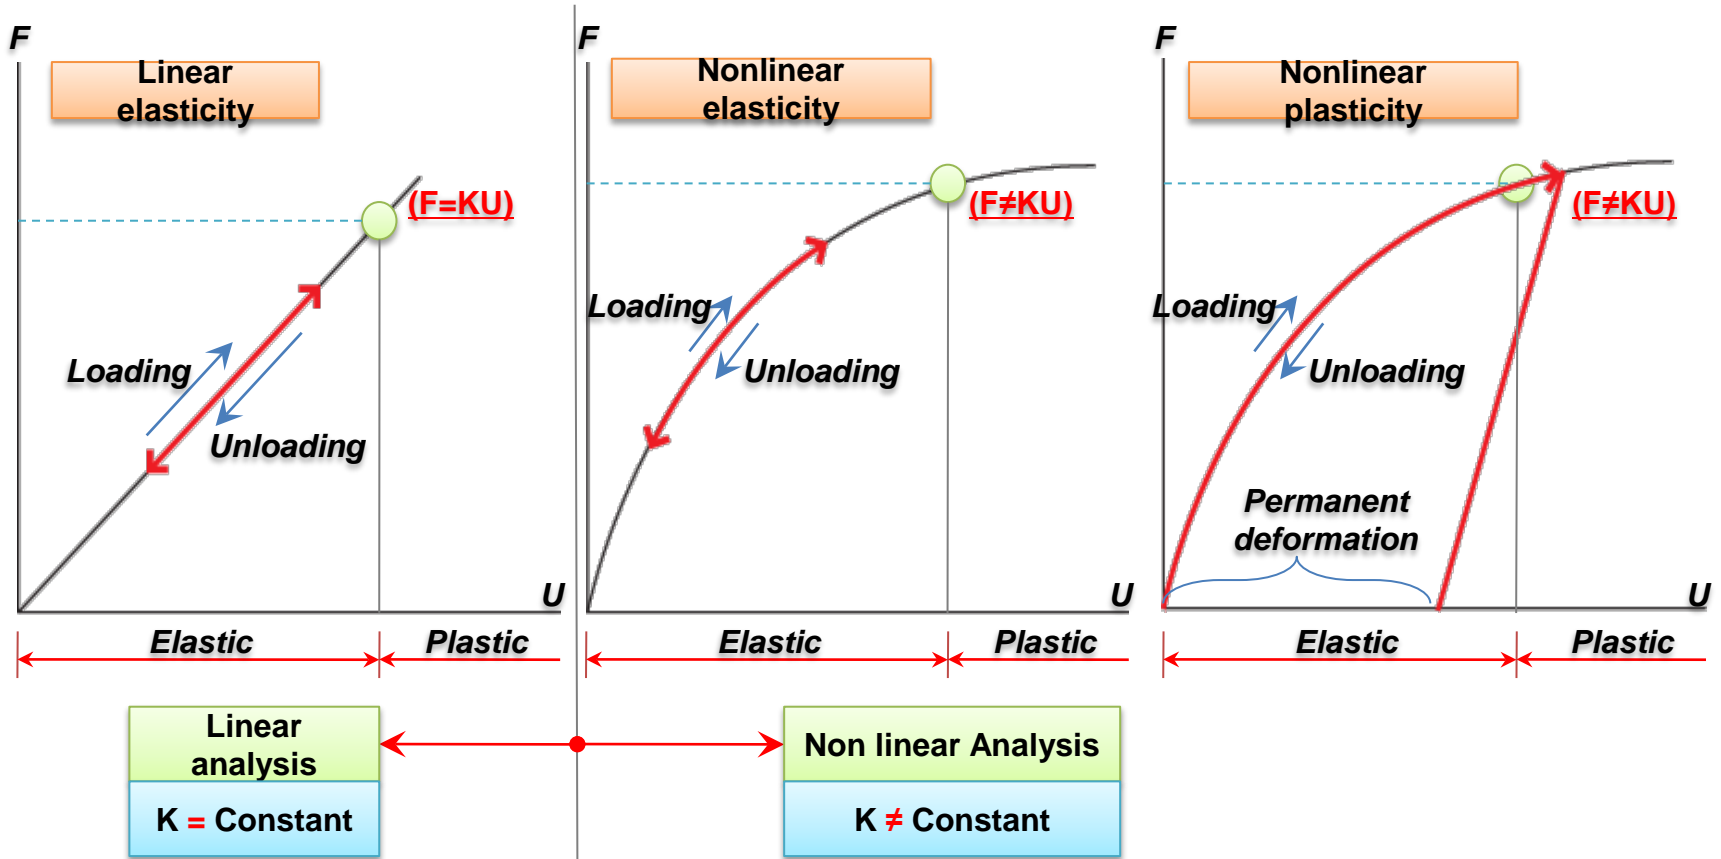 F
Linear
elasticity
(F=KU)
Loading
Unloading
U
Elastic
Plastic
F
Nonlinear
elasticity
(F≠KU)
Loading
Unloading
U
Elastic
Plastic
F
Nonlinear
plasticity
(F≠KU)
Loading
Unloading
Permanent
deformation
U
Elastic
Plastic
Linear
analysis
K = Constant
Non linear Analysis
K ≠ Constant